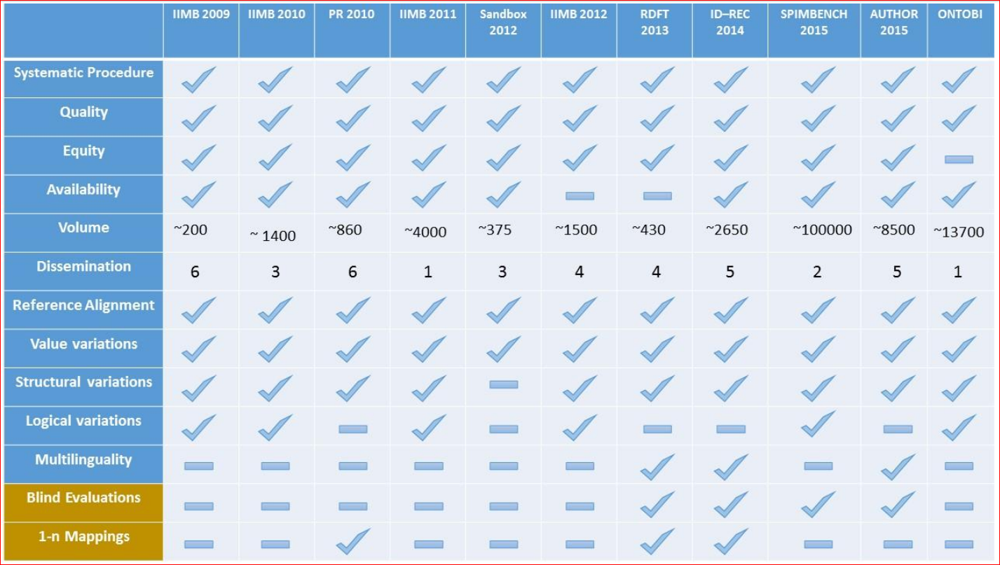 IIMB 2009 IIMB 2010 PR 2010 IIMB 2011 Sandbox 2012 IIMB 2012 RDFT 2013 ID–REC 2014 SPIMBENCH 2015 AUTHOR 2015 ONTOBI
Systematic Procedure
Quality
Equity
Availability
Volume ~200 ~ 1400 ~860 ~4000 ~375 ~1500 ~430 ~2650 ~100000 ~8500 ~13700
Dissemination 6 3 6 1 3 4 4 5 2 5 1
Reference Alignment
Value variations
Structural variations
Logical variations
Multilinguality
Blind Evaluations
1-n Mappings